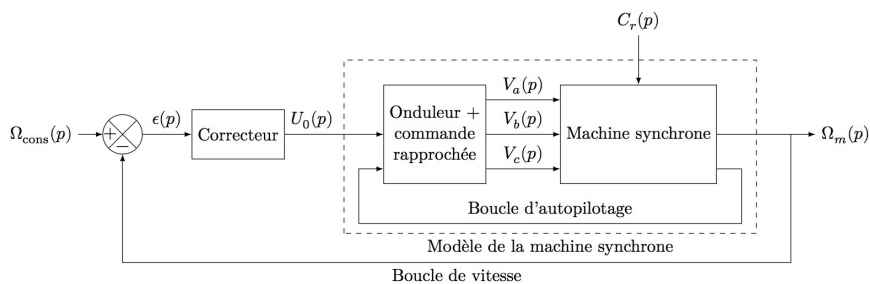 C_r(p)
Ω_cons(p)
+
−
ϵ(p)
Correcteur
U_0(p)
Onduleur +
commande
rapprochée
V_a(p)
V_b(p)
V_c(p)
Machine synchrone
Ω_m(p)
Boucle d'autopilotage
Modèle de la machine synchrone
Boucle de vitesse